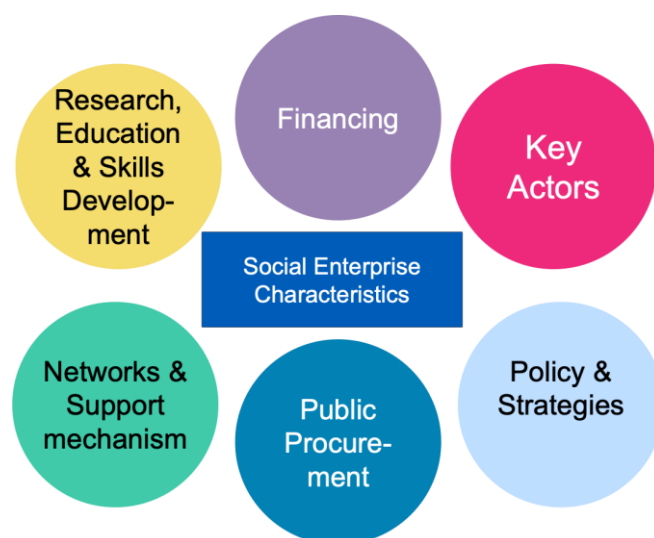 Research,
Education
& Skills
Develop-
ment
Financing
Key
Actors
Social Enterprise
Characteristics
Networks &
Support
mechanism
Public
Procure-
ment
Policy &
Strategies